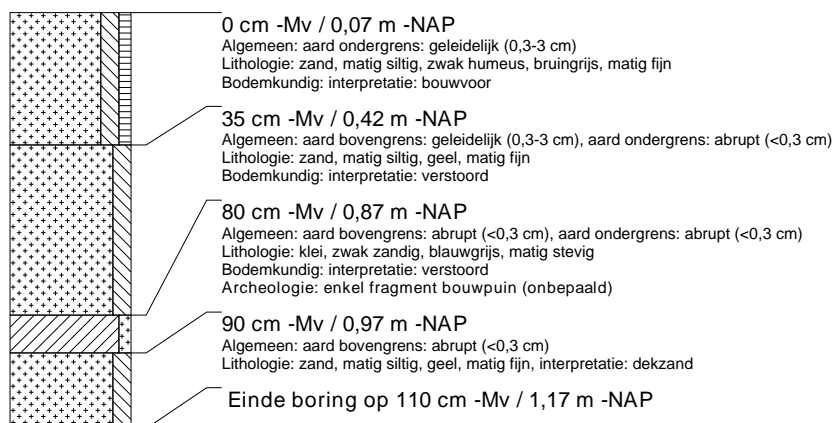 0 cm -Mv / 0,07 m -NAP
Algemeen: aard ondergrens: geleidelijk (0,3-3 cm)
Lithologie: zand, matig siltig, zwak humeus, bruingrijs, matig fijn
Bodemkundig: interpretatie: bouwvoor
35 cm -Mv / 0,42 m -NAP
Algemeen: aard bovengrens: geleidelijk (0,3-3 cm), aard ondergrens: abrupt (<0,3 cm)
Lithologie: zand, matig siltig, geel, matig fijn
Bodemkundig: interpretatie: verstoord
80 cm -Mv / 0,87 m -NAP
Algemeen: aard bovengrens: abrupt (<0,3 cm), aard ondergrens: abrupt (<0,3 cm)
Lithologie: klei, zwak zandig, blauwgrijs, matig stevig
Bodemkundig: interpretatie: verstoord
Archeologie: enkel fragment bouwpuin (onbepaald)
90 cm -Mv / 0,97 m -NAP
Algemeen: aard bovengrens: abrupt (<0,3 cm)
Lithologie: zand, matig siltig, geel, matig fijn, interpretatie: dekzand
Einde boring op 110 cm -Mv / 1,17 m -NAP